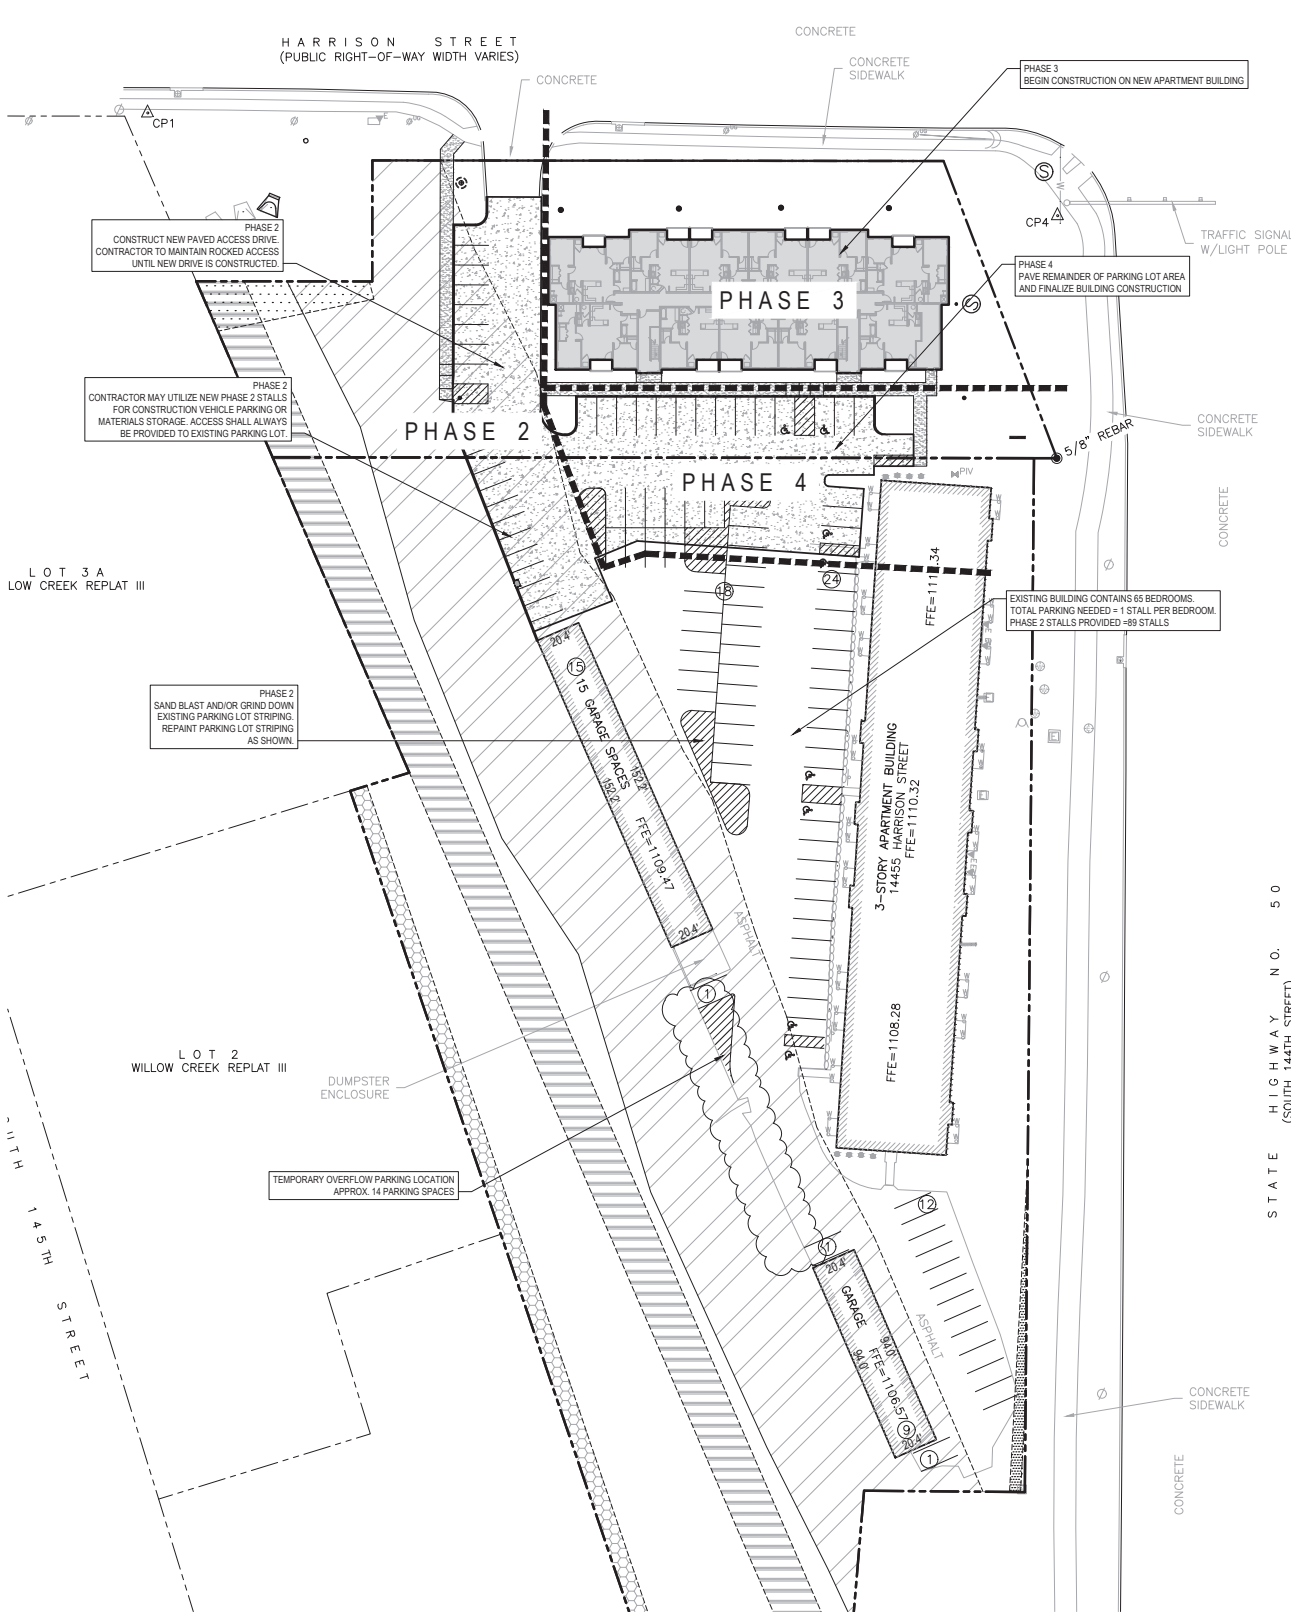 HARRISON STREET
(PUBLIC RIGHT-OF-WAY WIDTH VARIES)
CONCRETE
CONCRETE
CONCRETE
SIDEWALK
PHASE 3
BEGIN CONSTRUCTION ON NEW APARTMENT BUILDING
CP1
E
S
CP4
W
TRAFFIC SIGNAL
W/LIGHT POLE
PHASE 2
CONSTRUCT NEW PAVED ACCESS DRIVE.
CONTRACTOR TO MAINTAIN ROCKED ACCESS
UNTIL NEW DRIVE IS CONSTRUCTED.
PHASE 4
PAVE REMAINDER OF PARKING LOT AREA
AND FINALIZE BUILDING CONSTRUCTION
PHASE 3
S
PHASE 2
CONTRACTOR MAY UTILIZE NEW PHASE 2 STALLS
FOR CONSTRUCTION VEHICLE PARKING OR
MATERIALS STORAGE. ACCESS SHALL ALWAYS
BE PROVIDED TO EXISTING PARKING LOT.
PHASE 2
CONCRETE
SIDEWALK
5/8" REBAR
PHASE 4
PIV
CONCRETE
FFE=111 .34
LOT 3A
LOW CREEK REPLAT III
18
24
EXISTING BUILDING CONTAINS 65 BEDROOMS.
TOTAL PARKING NEEDED = 1 STALL PER BEDROOM.
PHASE 2 STALLS PROVIDED =89 STALLS
20.4'
15
15 GARAGE SPACES
152.2'
152.2'
FFE=1109.47
20.4'
PHASE 2
SAND BLAST AND/OR GRIND DOWN
EXISTING PARKING LOT STRIPING.
REPAINT PARKING LOT STRIPING
AS SHOWN.
3-STORY APARTMENT BUILDING
14455 HARRISON STREET
FFE=1110.32
ASPHALT
1
FFE=1108.28
LOT 2
WILLOW CREEK REPLAT III
DUMPSTER
ENCLOSURE
STATE HIGHWAY NO. 50
(SOUTH 144TH STREET)
TEMPORARY OVERFLOW PARKING LOCATION
APPROX. 14 PARKING SPACES
12
1
20.4'
GARAGE
94.0'
94.0'
FFE=1106.57
9
20.4'
1
ASPHALT
UTH 145TH STREET
CONCRETE
SIDEWALK
CONCRETE